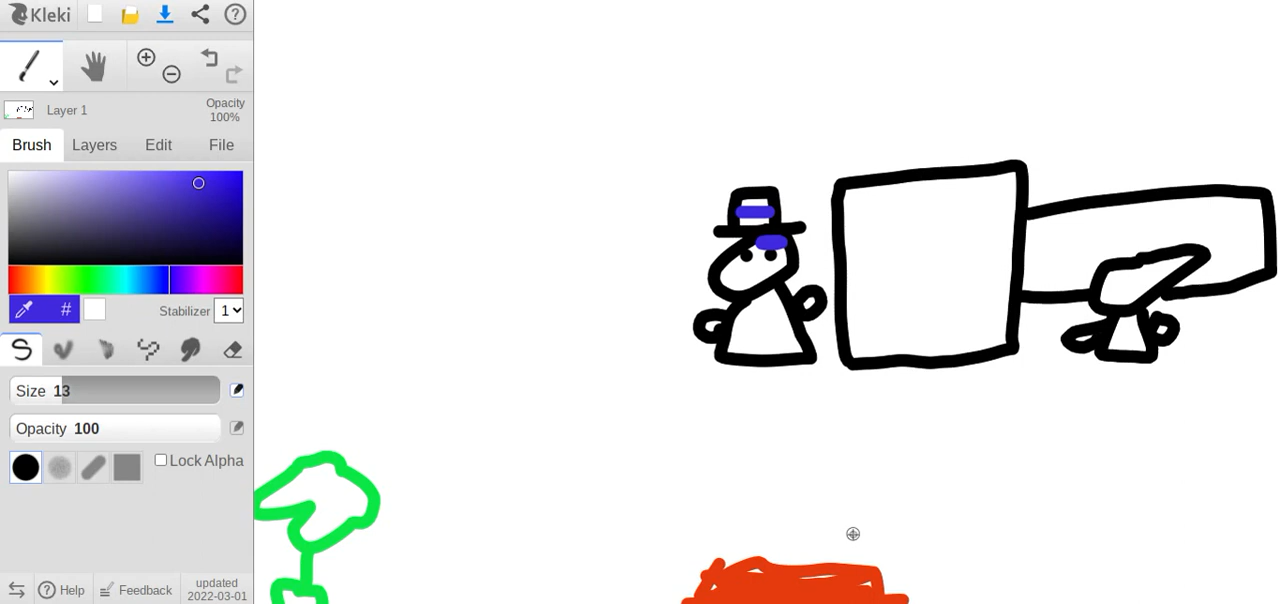 Kleki
Layer 1
Opacity
100%
Brush Layers Edit File
# Stabilizer 1
Size 13
Opacity 100
Lock Alpha
Help Feedback updated
2022-03-01